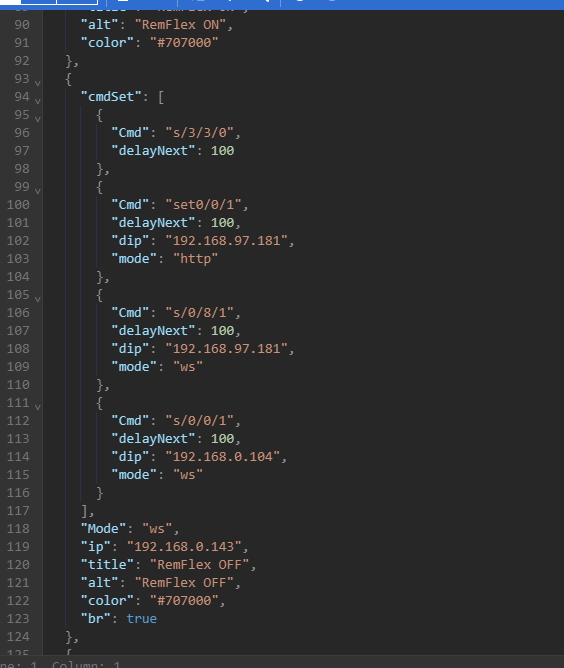 90 "alt": "RemFlex ON",
91 "color": "#707000"
92 },
93 {
94 "cmdSet": [
95 {
96 "Cmd": "s/3/3/0",
97 "delayNext": 100
98 },
99 {
100 "Cmd": "set0/0/1",
101 "delayNext": 100,
102 "dip": "192.168.97.181",
103 "mode": "http"
104 },
105 {
106 "Cmd": "s/0/8/1",
107 "delayNext": 100,
108 "dip": "192.168.97.181",
109 "mode": "ws"
110 },
111 {
112 "Cmd": "s/0/0/1",
113 "delayNext": 100,
114 "dip": "192.168.0.104",
115 "mode": "ws"
116 }
117 ],
118 "Mode": "ws",
119 "ip": "192.168.0.143",
120 "title": "RemFlex OFF",
121 "alt": "RemFlex OFF",
122 "color": "#707000",
123 "br": true
124 },
125 {
1, Column: 1